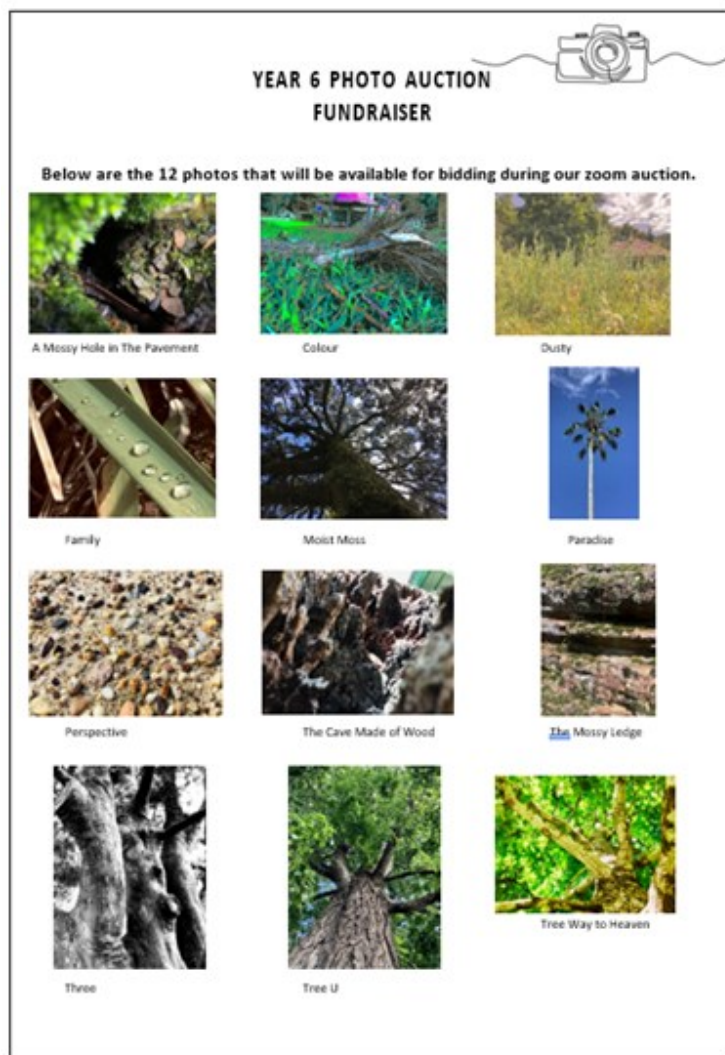 YEAR 6 PHOTO AUCTION
FUNDRAISER
Below are the 12 photos that will be available for bidding during our zoom auction.
A Mossy Hole in The Pavement
Colour
Dusty
Family
Moist Moss
Paradise
Perspective
The Cave Made of Wood
The Mossy Ledge
Three
Tree U
Tree Way to Heaven